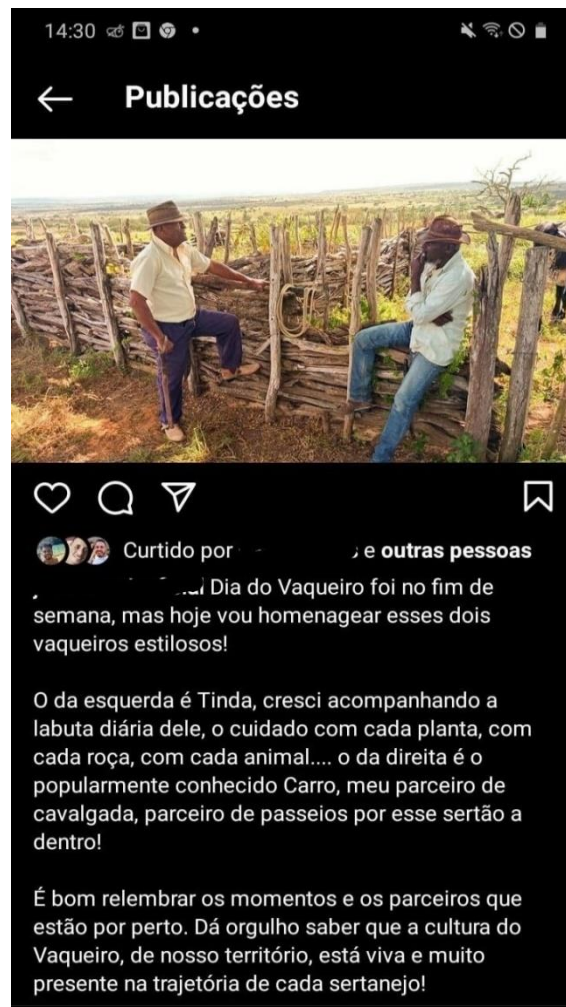 14:30
Publicações
Curtido por e outras pessoas
Dia do Vaqueiro foi no fim de
semana, mas hoje vou homenagear esses dois
vaqueiros estilosos!
O da esquerda é Tinda, cresci acompanhando a
labuta diária dele, o cuidado com cada planta, com
cada roça, com cada animal.... o da direita é o
popularmente conhecido Carro, meu parceiro de
cavalgada, parceiro de passeios por esse sertão a
dentro!
É bom relembrar os momentos e os parceiros que
estão por perto. Dá orgulho saber que a cultura do
Vaqueiro, de nosso território, está viva e muito
presente na trajetória de cada sertanejo!